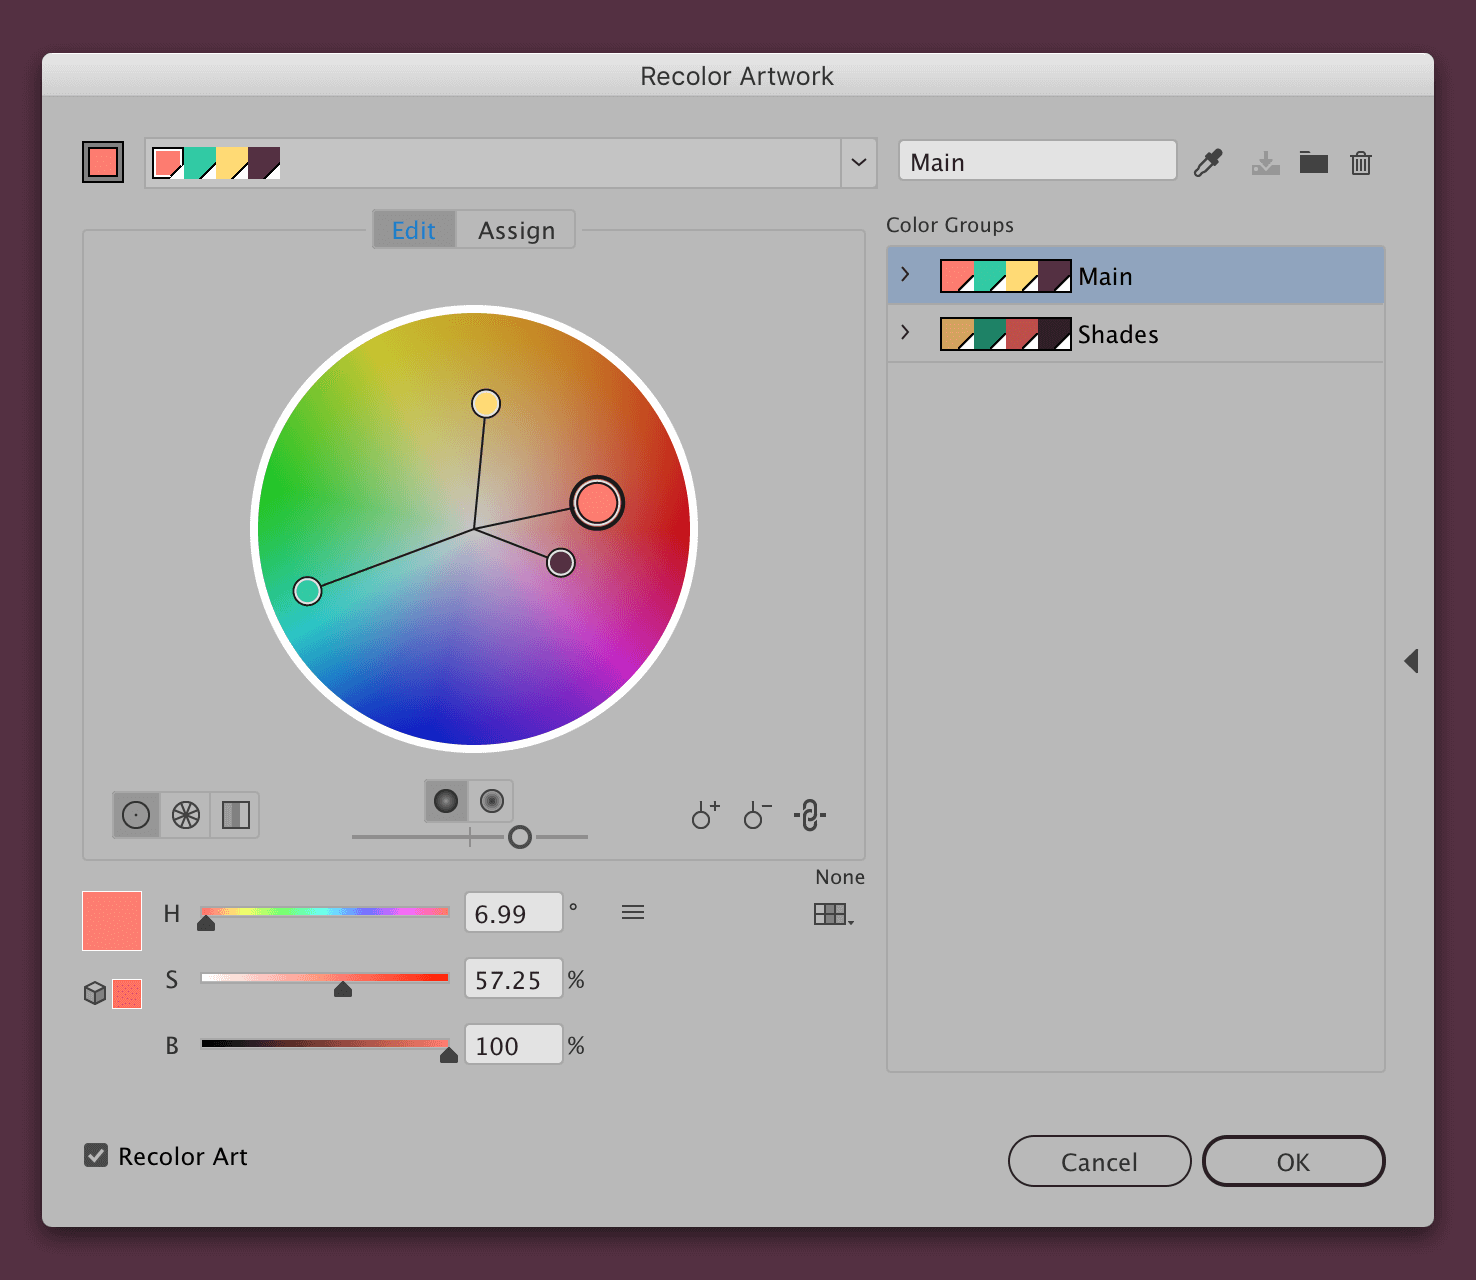 Recolor Artwork
Main
Edit
Assign
Color Groups
Main
Shades
None
H
6.99
°
S
57.25
%
B
100
%
Recolor Art
Cancel
OK